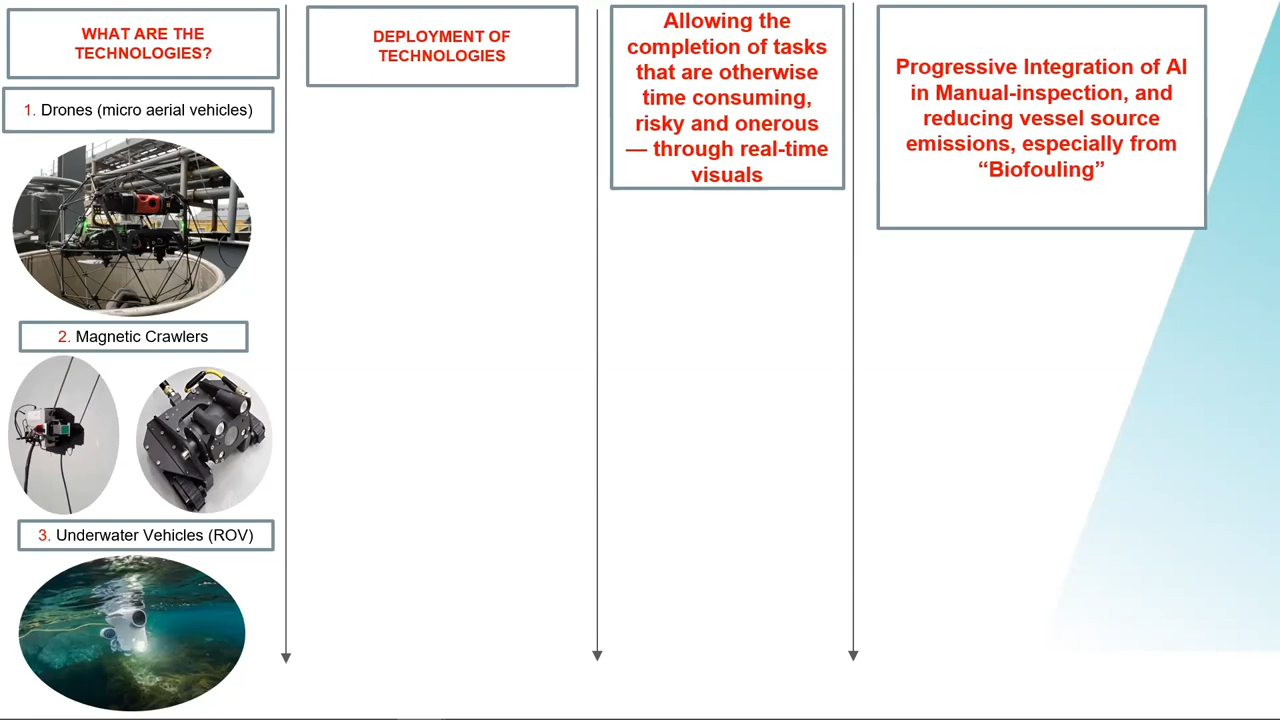 WHAT ARE THE
TECHNOLOGIES?
1. Drones (micro aerial vehicles)
2. Magnetic Crawlers
3. Underwater Vehicles (ROV)
DEPLOYMENT OF
TECHNOLOGIES
Allowing the
completion of tasks
that are otherwise
time consuming,
risky and onerous
— through real-time
visuals
Progressive Integration of AI
in Manual-inspection, and
reducing vessel source
emissions, especially from
“Biofouling”